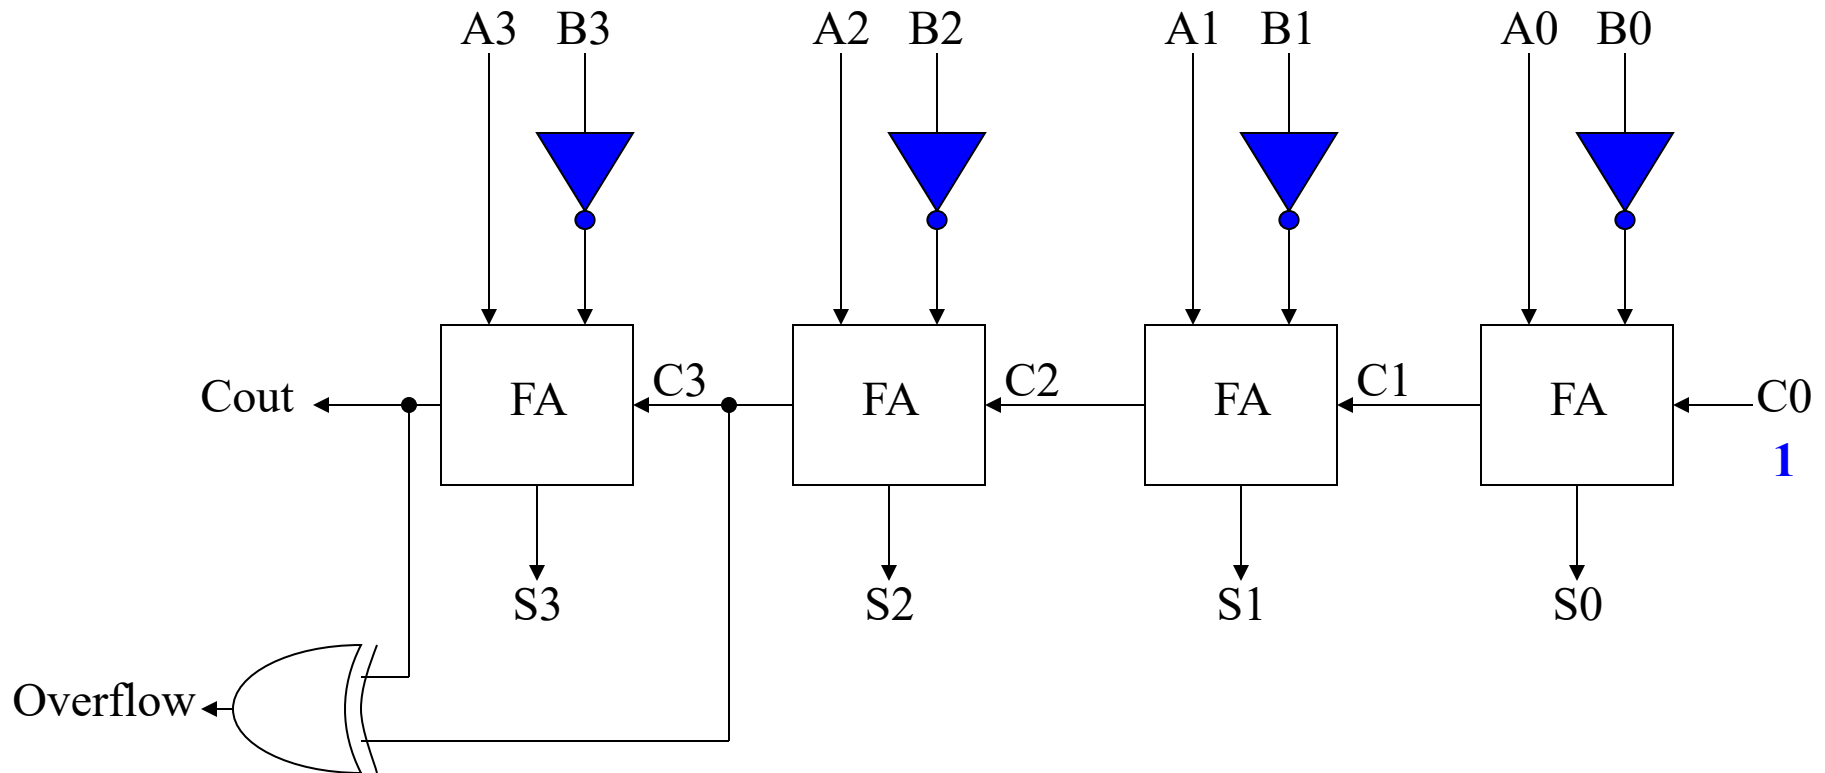 A3 B3 A2 B2 A1 B1 A0 B0
Cout FA C3 FA C2 FA C1 FA C0
1
S3 S2 S1 S0
Overflow